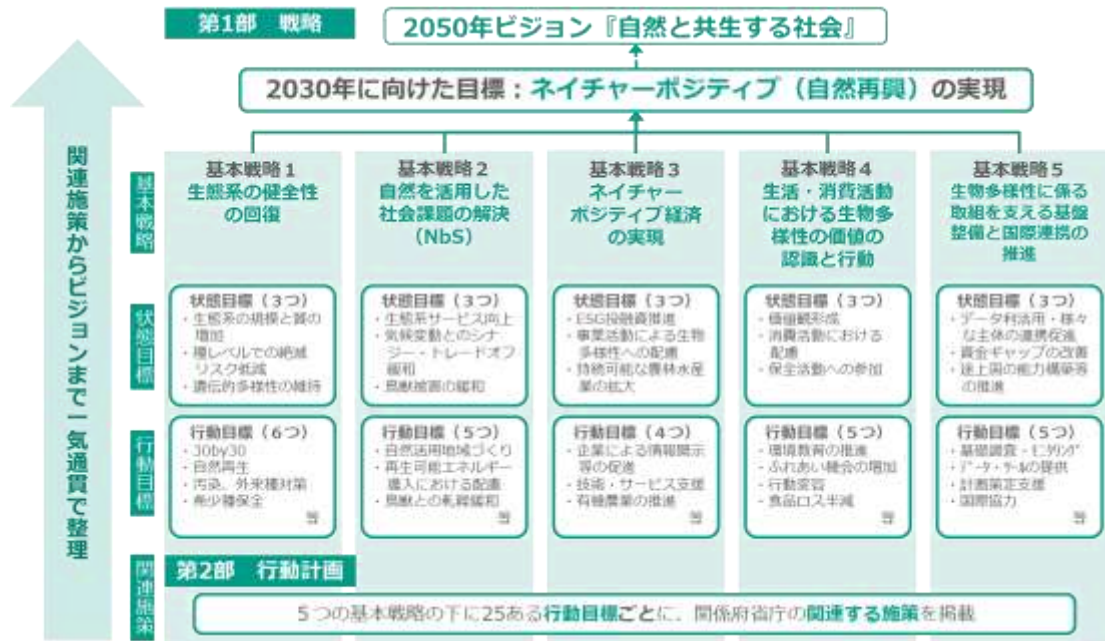 第1部 戦略
2050年ビジョン『自然と共生する社会』
2030年に向けた目標：ネイチャーポジティブ（自然再興）の実現
関連施策からビジョンまで一気通貫で整理
基本戦略
基本戦略1
生態系の健全性
の回復
基本戦略2
自然を活用した
社会課題の解決
（NbS）
基本戦略3
ネイチャー
ポジティブ経済
の実現
基本戦略4
生活・消費活動
における生物多
様性の価値の
認識と行動
基本戦略5
生物多様性に係る
取組を支える基盤
整備と国際連携の
推進
状態目標
状態目標（3つ）
・生態系の規模と質の
増加
・種レベルでの絶滅
リスク低減
・遺伝的多様性の維持
状態目標（3つ）
・生態系サービス向上
・気候変動とのシナ
ジー・トレードオフ
緩和
・鳥獣被害の緩和
状態目標（3つ）
・ESG投融資推進
・事業活動による生物
多様性への配慮
・持続可能な農林水産
業の拡大
状態目標（3つ）
・価値観形成
・消費活動における
配慮
・保全活動への参加
状態目標（3つ）
・データ利活用・様々
な主体の連携促進
・資金ギャップの改善
・途上国の能力構築等
の推進
行動目標
行動目標（6つ）
・30by30
・自然再生
・汚染、外来種対策
・希少種保全
等
行動目標（5つ）
・自然活用地域づくり
・再生可能エネルギー
導入における配慮
・鳥獣との軋轢緩和
等
行動目標（4つ）
・企業による情報開示
等の促進
・技術・サービス支援
・有機農業の推進
等
行動目標（5つ）
・環境教育の推進
・ふれあい機会の増加
・行動変容
・食品ロス半減
等
行動目標（5つ）
・基礎調査・モニタリング
・データ・ツールの提供
・計画策定支援
・国際協力
等
関連施策
第2部 行動計画
5つの基本戦略の下に25ある行動目標ごとに、関係府省庁の関連する施策を掲載